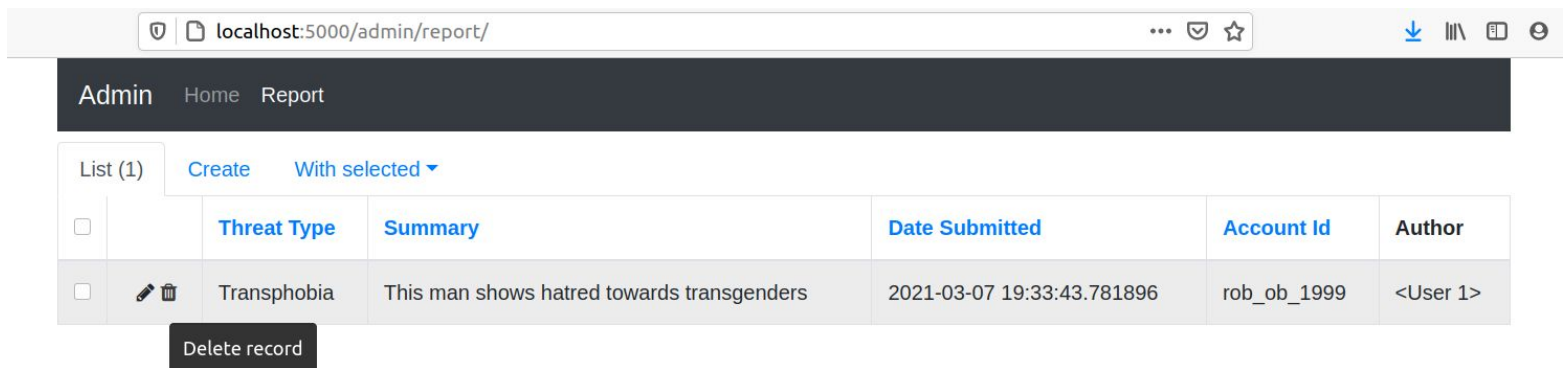 localhost:5000/admin/report/
Admin Home Report
List (1) Create With selected
Threat Type Summary Date Submitted Account Id Author
Transphobia This man shows hatred towards transgenders 2021-03-07 19:33:43.781896 rob_ob_1999 <User 1>
Delete record